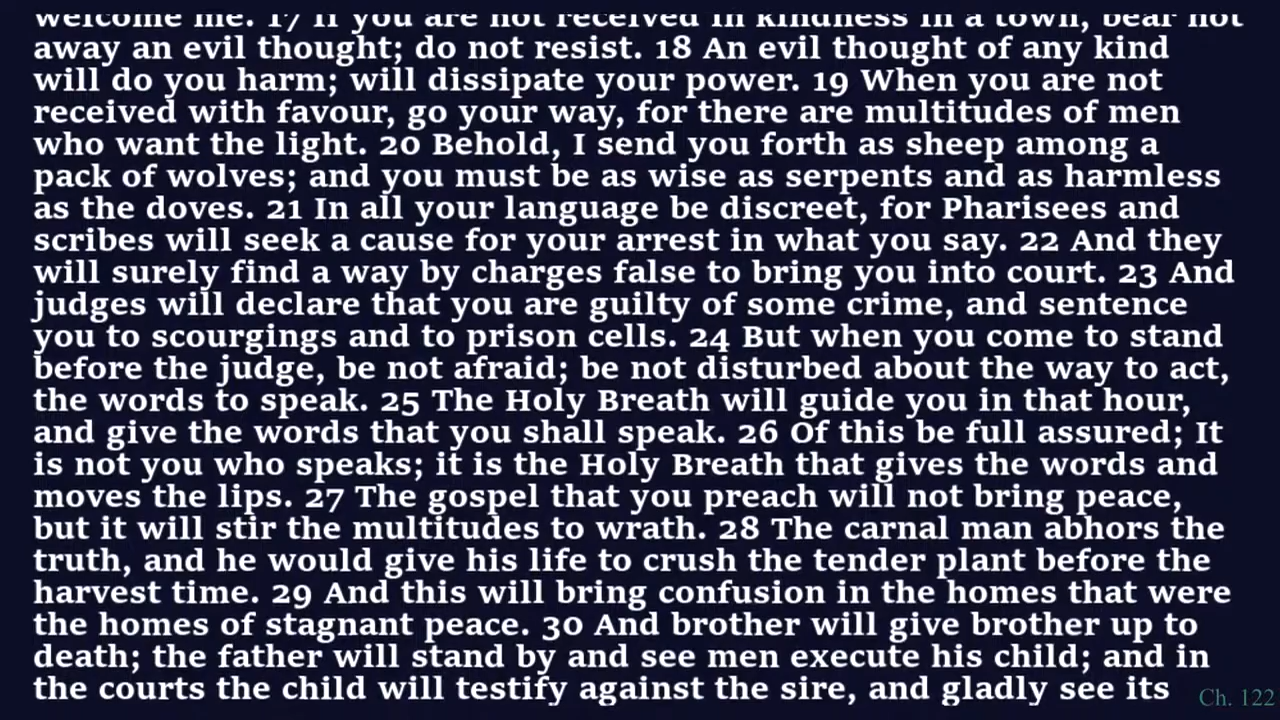 welcome me. 17 If you are not received in kindness in a town, bear not
away an evil thought; do not resist. 18 An evil thought of any kind
will do you harm; will dissipate your power. 19 When you are not
received with favour, go your way, for there are multitudes of men
who want the light. 20 Behold, I send you forth as sheep among a
pack of wolves; and you must be as wise as serpents and as harmless
as the doves. 21 In all your language be discreet, for Pharisees and
scribes will seek a cause for your arrest in what you say. 22 And they
will surely find a way by charges false to bring you into court. 23 And
judges will declare that you are guilty of some crime, and sentence
you to scourgings and to prison cells. 24 But when you come to stand
before the judge, be not afraid; be not disturbed about the way to act,
the words to speak. 25 The Holy Breath will guide you in that hour,
and give the words that you shall speak. 26 Of this be full assured; It
is not you who speaks; it is the Holy Breath that gives the words and
moves the lips. 27 The gospel that you preach will not bring peace,
but it will stir the multitudes to wrath. 28 The carnal man abhors the
truth, and he would give his life to crush the tender plant before the
harvest time. 29 And this will bring confusion in the homes that were
the homes of stagnant peace. 30 And brother will give brother up to
death; the father will stand by and see men execute his child; and in
the courts the child will testify against the sire, and gladly see its
Ch. 122